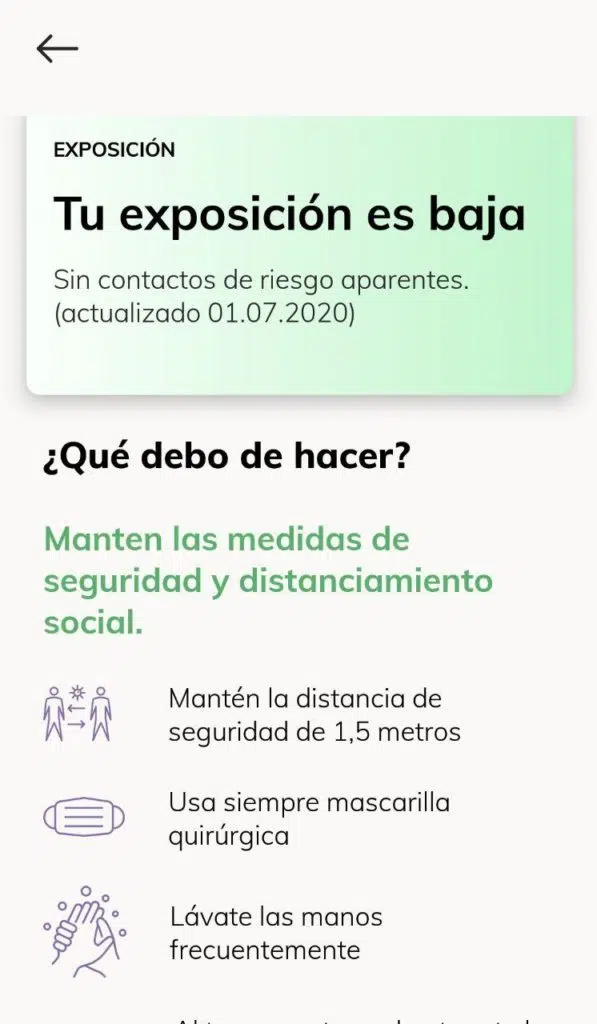 EXPOSICIÓN
Tu exposición es baja
Sin contactos de riesgo aparentes.
(actualizado 01.07.2020)
¿Qué debo de hacer?
Manten las medidas de
seguridad y distanciamiento
social.
Mantén la distancia de
seguridad de 1,5 metros
Usa siempre mascarilla
quirúrgica
Lávate las manos
frecuentemente